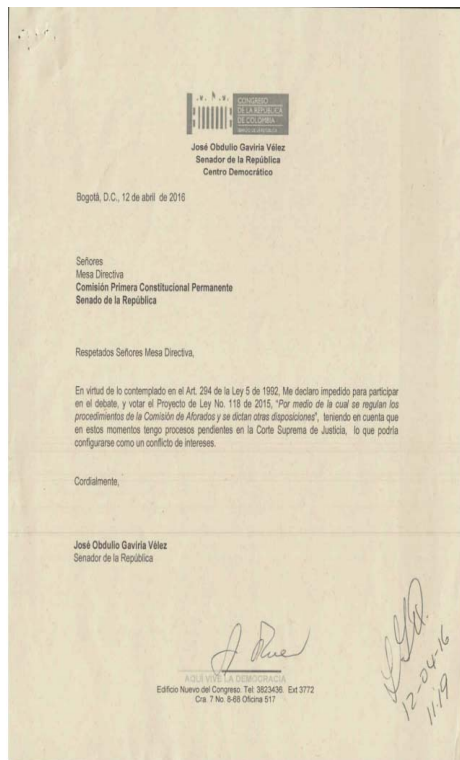 CONGRESO
DE LA REPÚBLICA
DE COLOMBIA
José Obdulio Gaviria Vélez
Senador de la República
Centro Democrático
Bogotá, D.C., 12 de abril de 2016
Señores
Mesa Directiva
Comisión Primera Constitucional Permanente
Senado de la República
Respetados Señores Mesa Directiva,
En virtud de lo contemplado en el Art. 294 de la Ley 5 de 1992, Me declaro impedido para participar
en el debate, y votar el Proyecto de Ley No. 118 de 2015, “Por medio de la cual se regulan los
procedimientos de la Comisión de Aforados y se dictan otras disposiciones”, teniendo en cuenta que
en estos momentos tengo procesos pendientes en la Corte Suprema de Justicia, lo que podría
configurarse como un conflicto de intereses.
Cordialmente,
José Obdulio Gaviria Vélez
Senador de la República
AQUÍ VIVE LA DEMOCRACIA
Edificio Nuevo del Congreso. Tel: 3823436. Ext 3772
Cra. 7 No. 8-68 Oficina 517
12-04-16
11:19